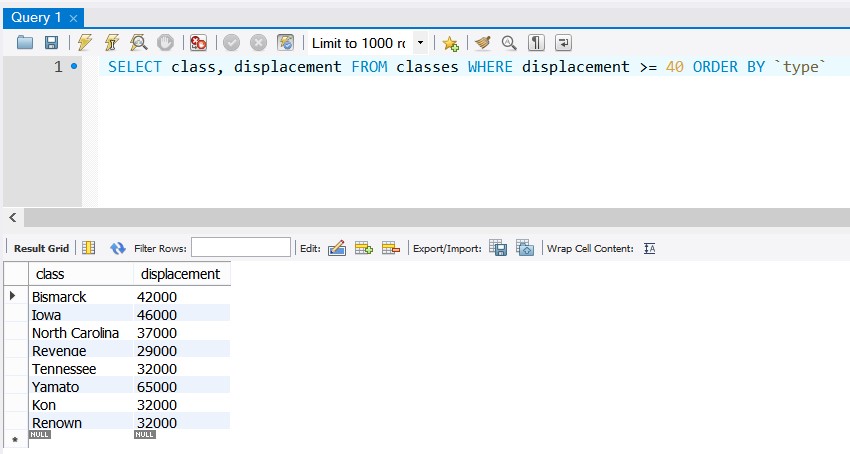 Query 1
Limit to 1000 rc
1 SELECT class, displacement FROM classes WHERE displacement >= 40 ORDER BY `type`
Result Grid Filter Rows: Edit: Export/Import: Wrap Cell Content:
class displacement
Bismarck 42000
Iowa 46000
North Carolina 37000
Revenge 29000
Tennessee 32000
Yamato 65000
Kon 32000
Renown 32000
NULL NULL